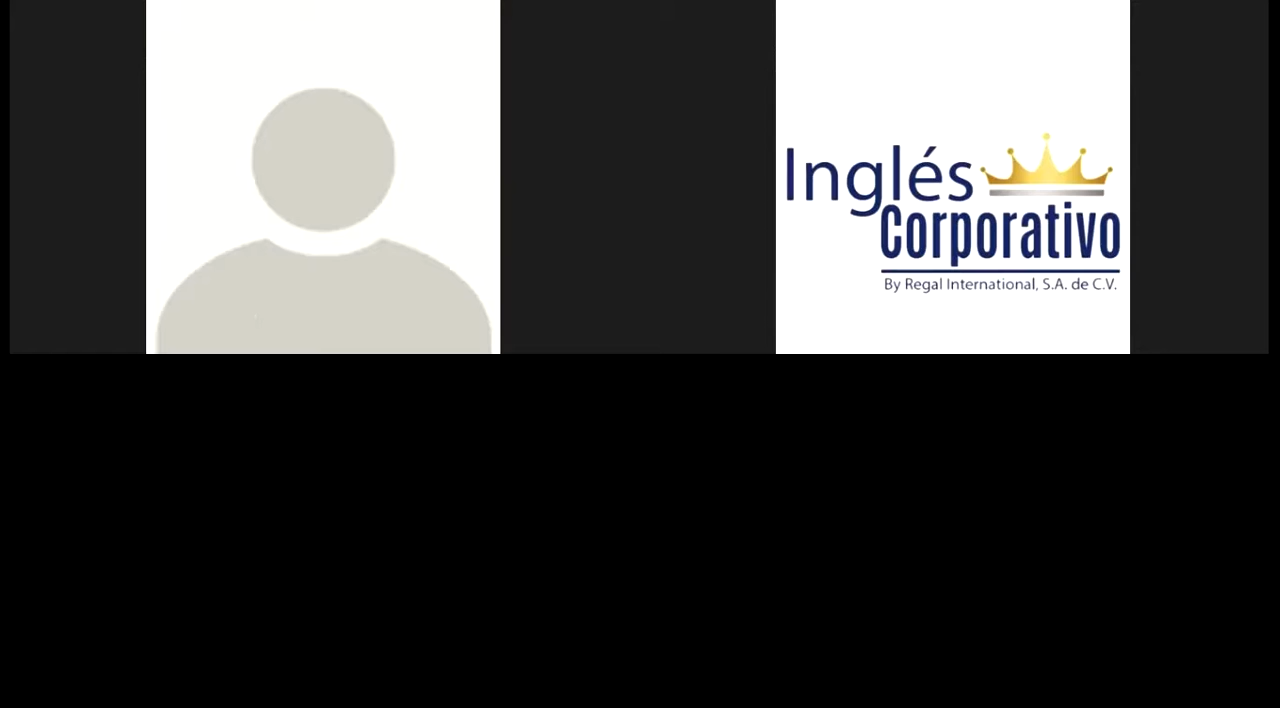 Inglés
Corporativo
By Regal International, S.A. de C.V.